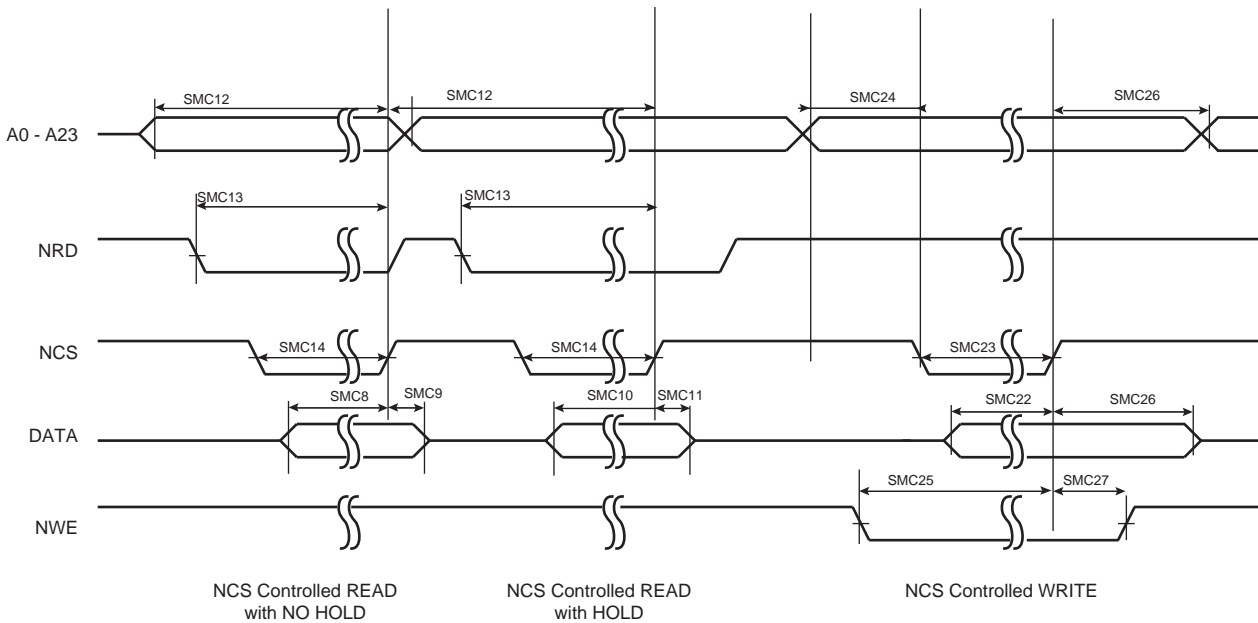 SMC12
SMC12
SMC24
SMC26
A0 - A23
SMC13
SMC13
NRD
NCS
SMC14
SMC14
SMC23
SMC8
SMC9
SMC10
SMC11
SMC22
SMC26
DATA
SMC25
SMC27
NWE
NCS Controlled READ
with NO HOLD
NCS Controlled READ
with HOLD
NCS Controlled WRITE